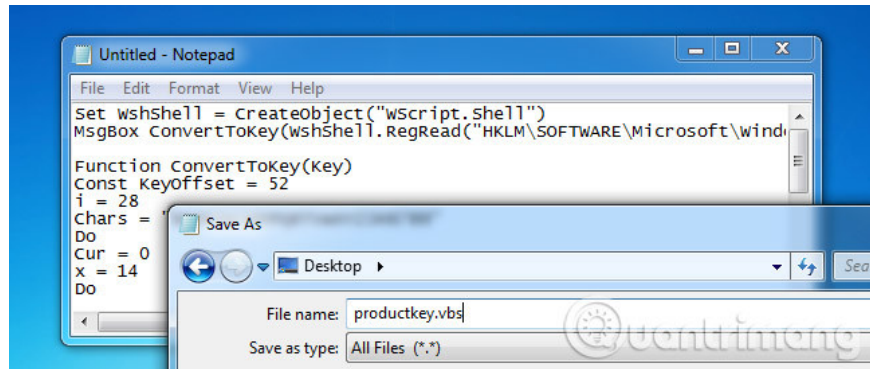 Untitled - Notepad
File Edit Format View Help
Set WshShell = CreateObject("WScript.Shell")
MsgBox ConvertToKey(WshShell.RegRead("HKLM\SOFTWARE\Microsoft\Wind
Function ConvertToKey(Key)
Const KeyOffset = 52
i = 28
Chars = "
Do
Cur = 0
x = 14
Do
Save As
Desktop
Sea
File name: productkey.vbs
Save as type: All Files (*.*)
Quantrimang